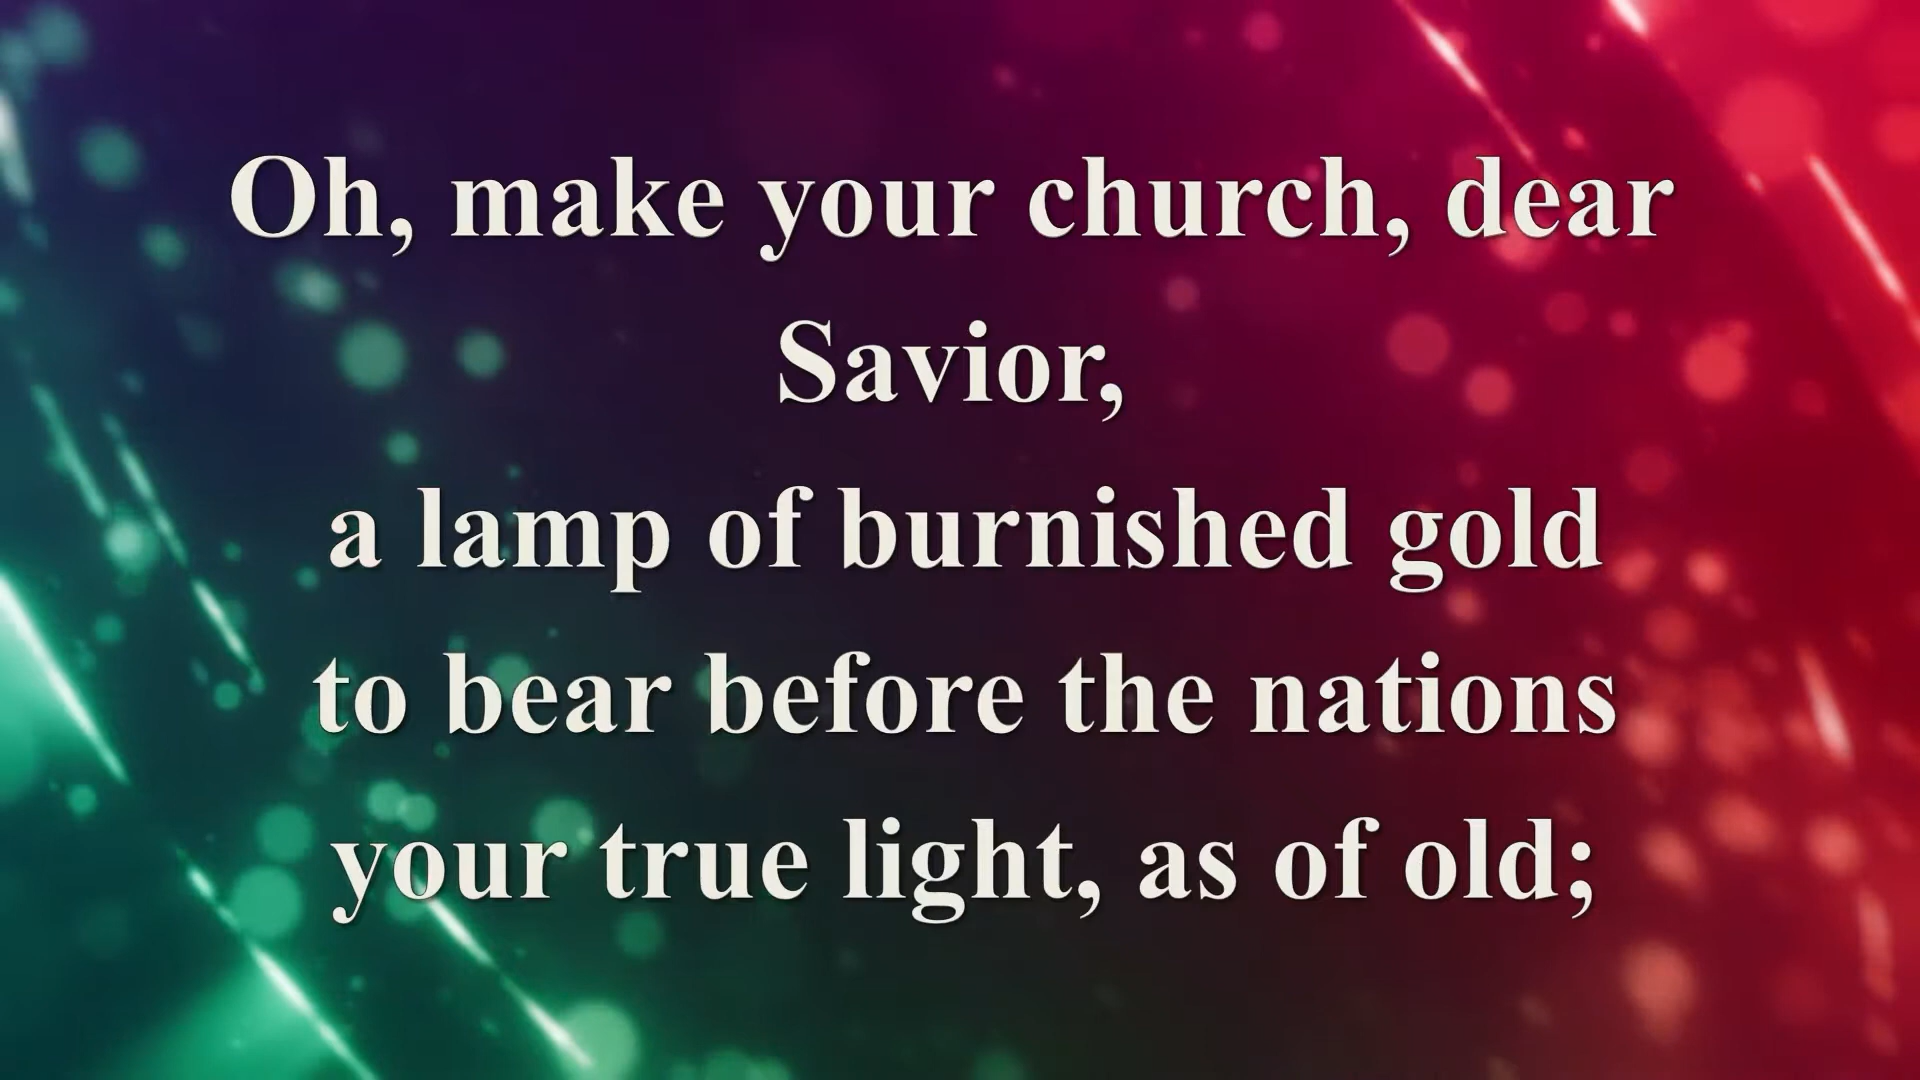 Oh, make your church, dear
Savior,
a lamp of burnished gold
to bear before the nations
your true light, as of old;